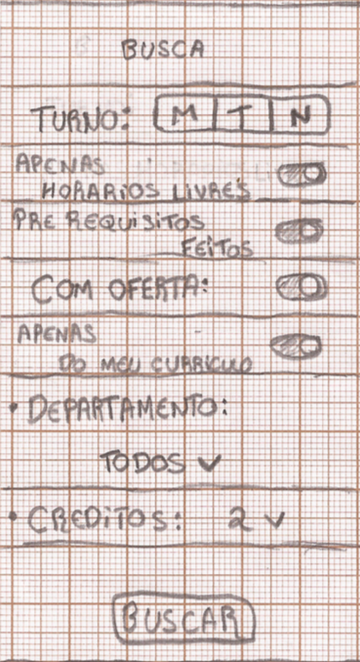 BUSCA
TURNO: M T N
APENAS
HORARIOS LIVRES
PRE REQUISITOS
FEITOS
COM OFERTA:
APENAS
DO MEU CURRICULO
• DEPARTAMENTO:
TODOS
• CREDITOS: 2
BUSCAR